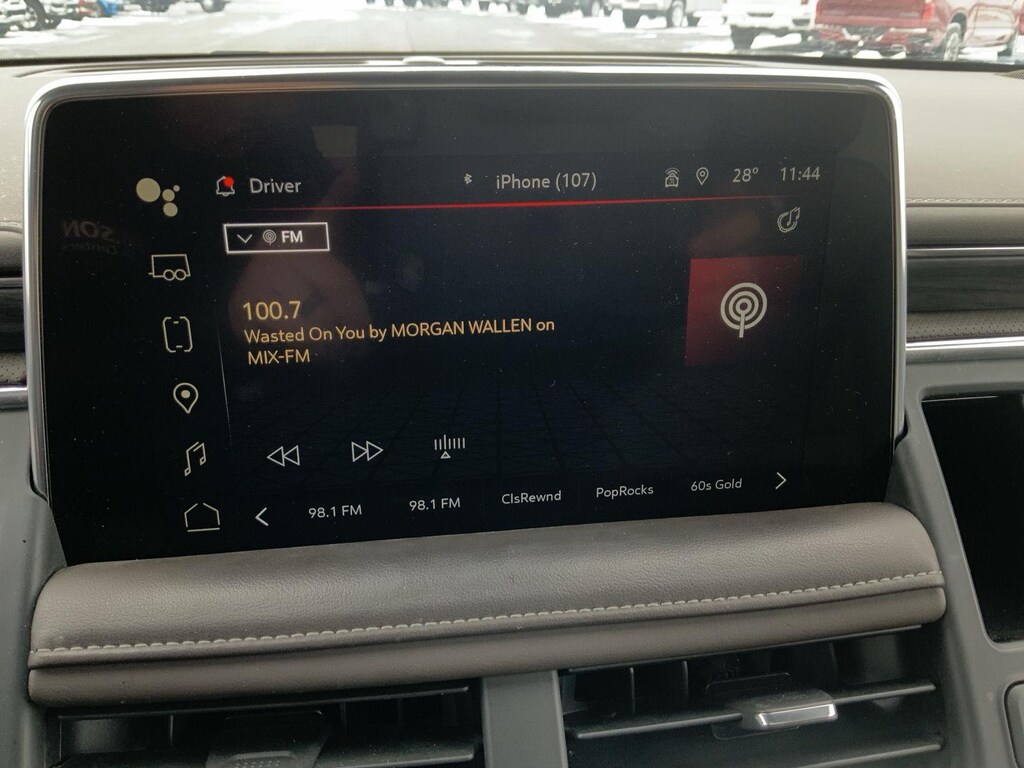 Driver
iPhone (107)
28° 11:44
FM
100.7
Wasted On You by MORGAN WALLEN on
MIX-FM
98.1 FM
98.1 FM
ClsRewnd
PopRocks
60s Gold